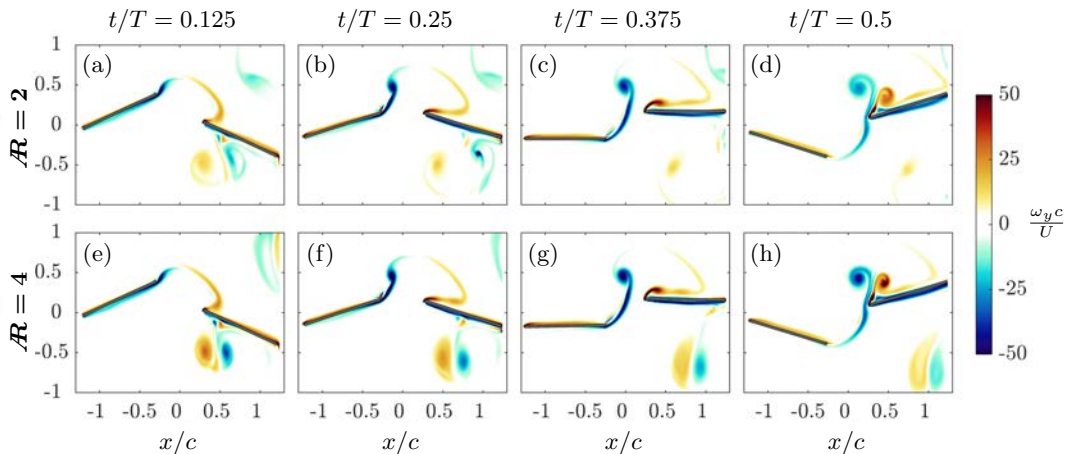 t/T = 0.125 t/T = 0.25 t/T = 0.375 t/T = 0.5
(a) (b) (c) (d)
1
0.5
0
-0.5
-1
Æ = 2
(e) (f) (g) (h)
1
0.5
0
-0.5
-1
Æ = 4
-1 -0.5 0 0.5 1 -1 -0.5 0 0.5 1 -1 -0.5 0 0.5 1 -1 -0.5 0 0.5 1
x/c x/c x/c x/c
50
25
0
-25
-50
ω_y c / U